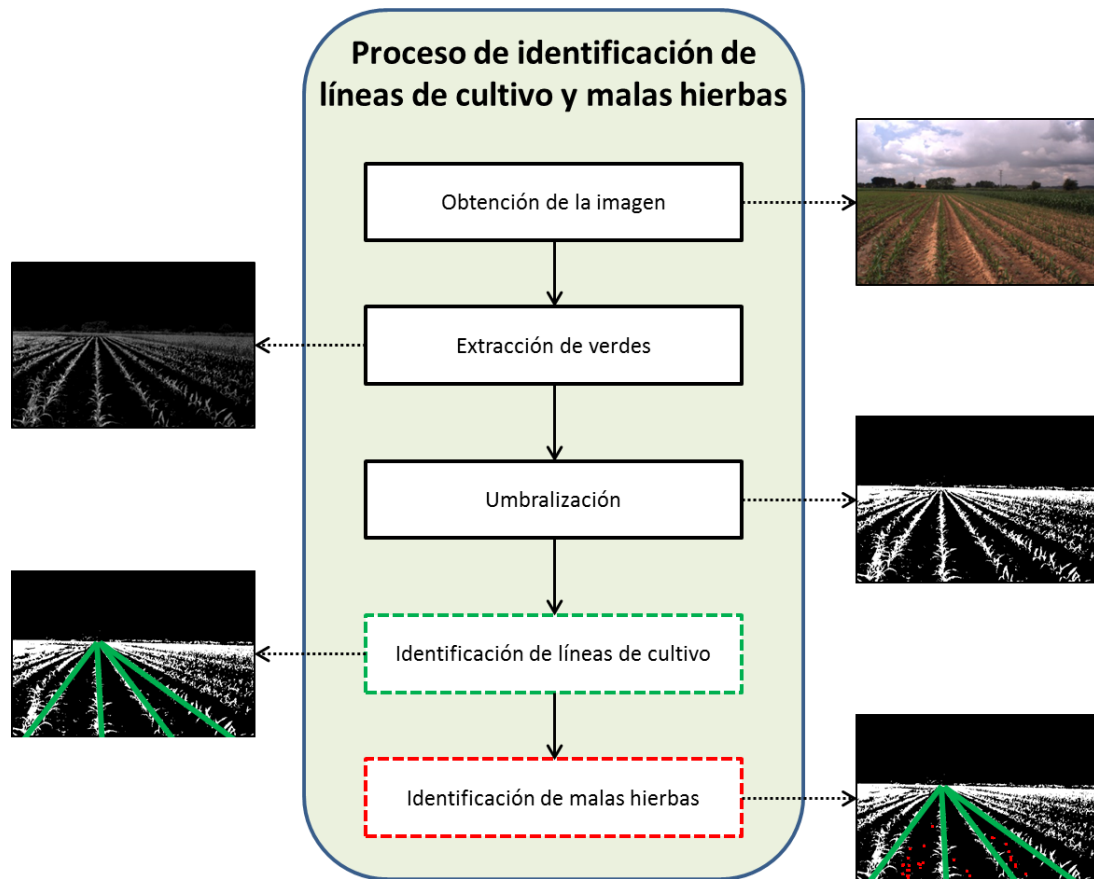 Proceso de identificación de
líneas de cultivo y malas hierbas
Obtención de la imagen
Extracción de verdes
Umbralización
Identificación de líneas de cultivo
Identificación de malas hierbas